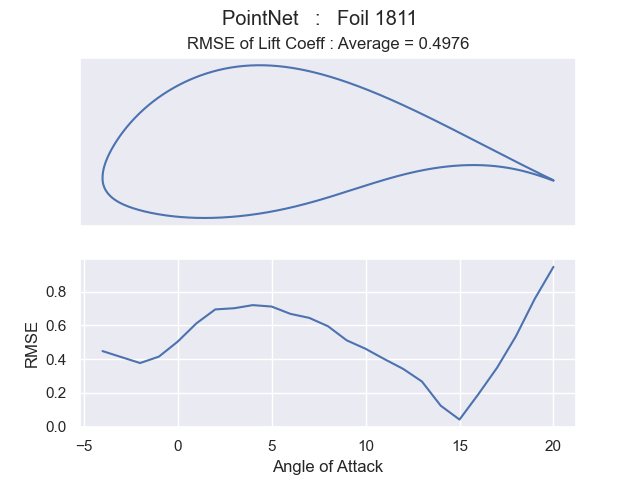 PointNet   :   Foil 1811
RMSE of Lift Coeff : Average = 0.4976
0.8
0.6
0.4
0.2
0.0
RMSE
−5 0 5 10 15 20
Angle of Attack